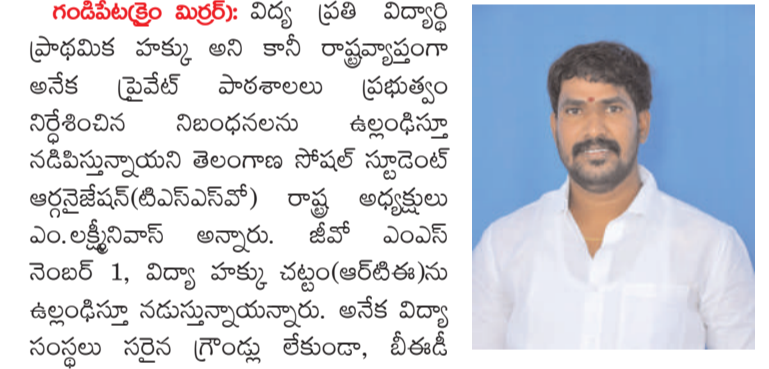 గండిపేట(క్రైం మిర్రర్): విద్య ప్రతి విద్యార్థి
ప్రాథమిక హక్కు అని కానీ రాష్ట్రవ్యాప్తంగా
అనేక ప్రైవేట్ పాఠశాలలు ప్రభుత్వం
నిర్ధేశించిన నిబంధనలను ఉల్లంఘిస్తూ
నడిపిస్తున్నాయని తెలంగాణ సోషల్ స్టూడెంట్
ఆర్గనైజేషన్(టిఎస్ఎస్వో) రాష్ట్ర అధ్యక్షులు
ఎం.లక్ష్మీనివాస్ అన్నారు. జీవో ఎంఎస్
నెంబర్ 1, విద్యా హక్కు చట్టం(ఆర్‌టిఈ)ను
ఉల్లంఢిస్తూ నడుస్తున్నాయన్నారు. అనేక విద్యా
సంస్థలు సరైన గ్రౌండ్లు లేకుండా, బీఈడీ